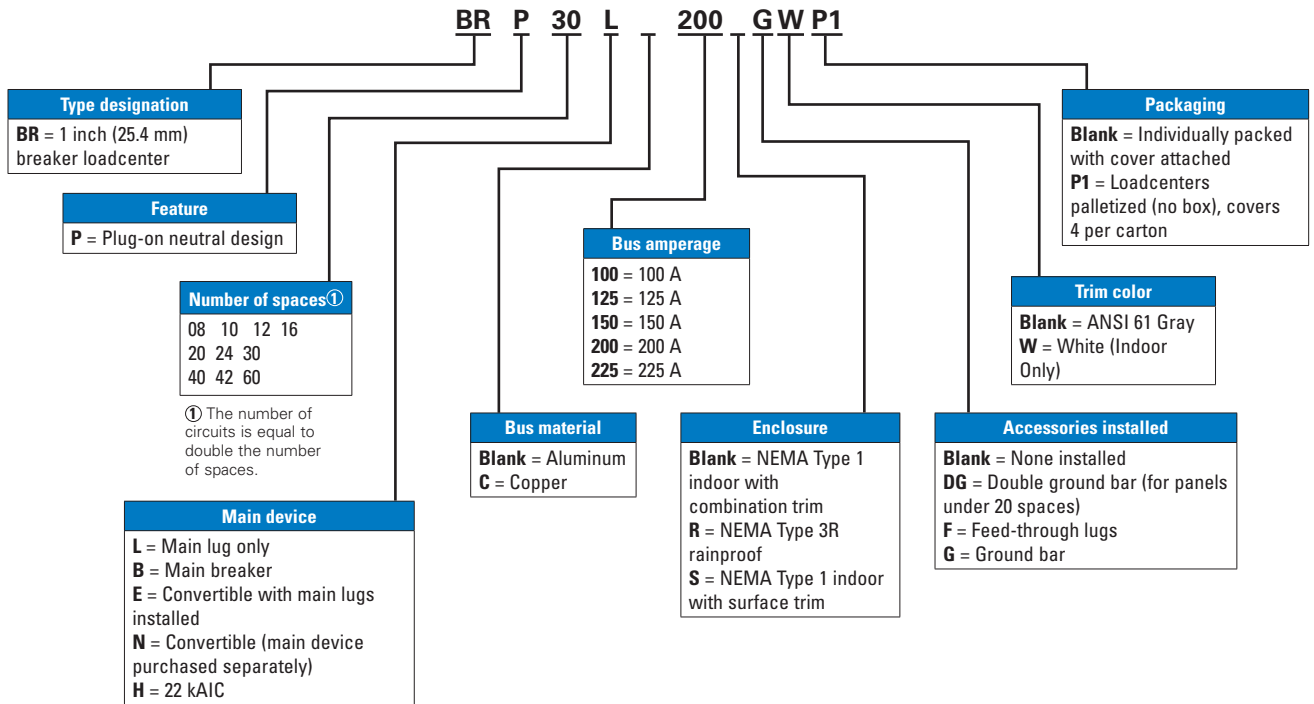 BR P 30 L _ 200 _ G W P1
Type designation
BR = 1 inch (25.4 mm)
breaker loadcenter
Feature
P = Plug-on neutral design
Number of spaces①
08 10 12 16
20 24 30
40 42 60
① The number of
circuits is equal to
double the number
of spaces.
Main device
L = Main lug only
B = Main breaker
E = Convertible with main lugs
installed
N = Convertible (main device
purchased separately)
H = 22 kAIC
Bus material
Blank = Aluminum
C = Copper
Bus amperage
100 = 100 A
125 = 125 A
150 = 150 A
200 = 200 A
225 = 225 A
Enclosure
Blank = NEMA Type 1
indoor with
combination trim
R = NEMA Type 3R
rainproof
S = NEMA Type 1 indoor
with surface trim
Accessories installed
Blank = None installed
DG = Double ground bar (for panels
under 20 spaces)
F = Feed-through lugs
G = Ground bar
Trim color
Blank = ANSI 61 Gray
W = White (Indoor
Only)
Packaging
Blank = Individually packed
with cover attached
P1 = Loadcenters
palletized (no box), covers
4 per carton